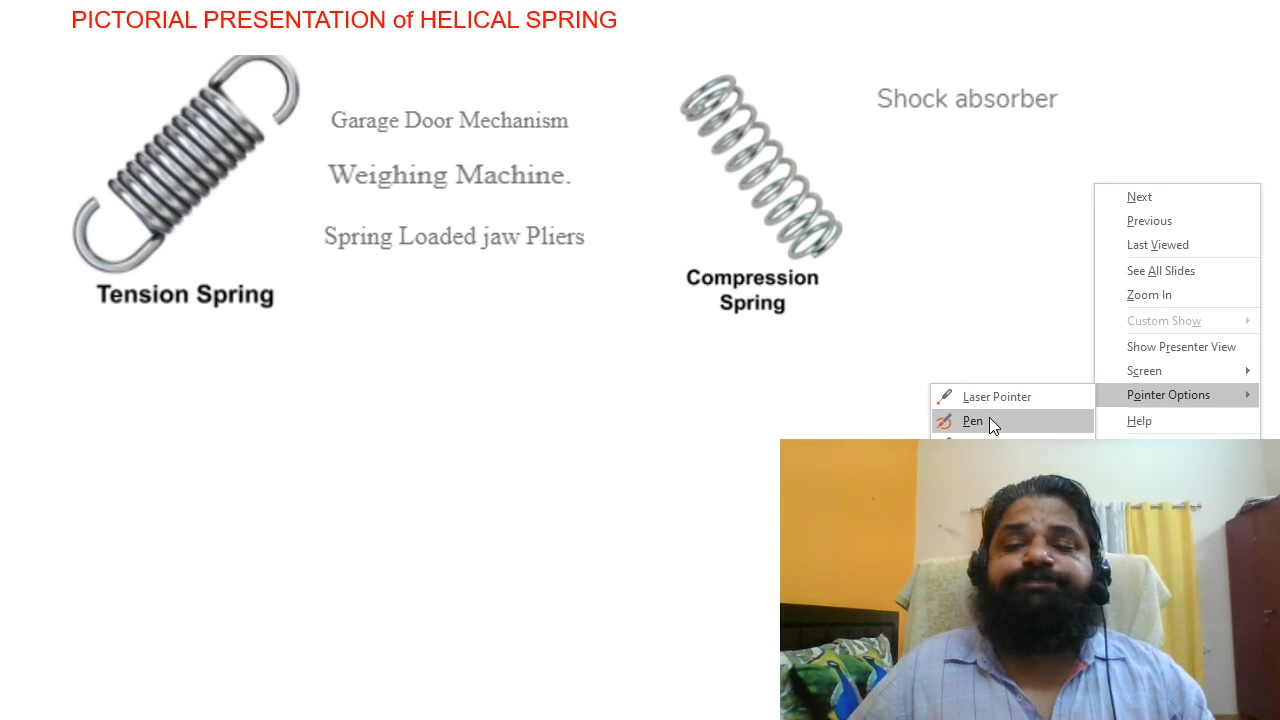 PICTORIAL PRESENTATION of HELICAL SPRING
Garage Door Mechanism
Weighing Machine.
Spring Loaded jaw Pliers
Tension Spring
Shock absorber
Compression
Spring
Next
Previous
Last Viewed
See All Slides
Zoom In
Custom Show
Show Presenter View
Screen
Pointer Options
Help
Laser Pointer
Pen